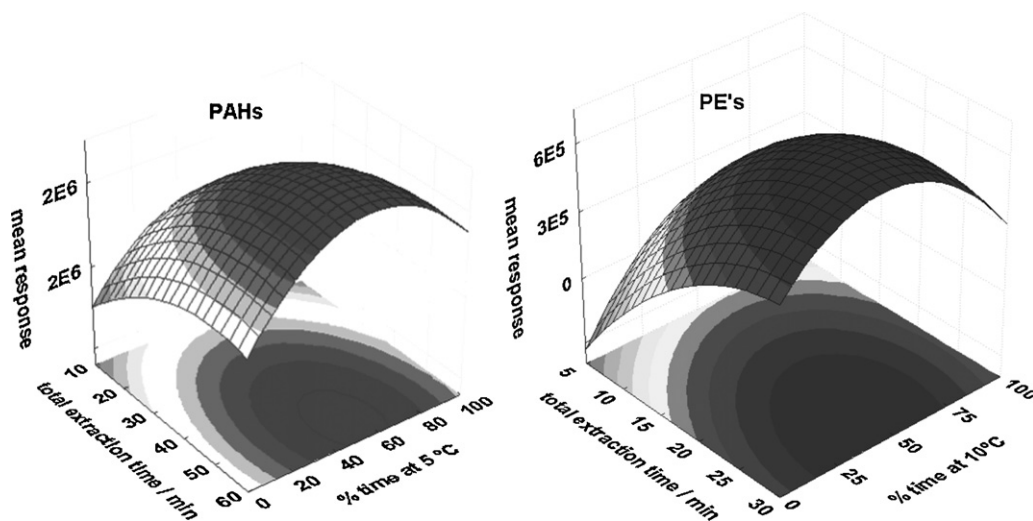 PAHs
2E6
2E6
mean response
10
20
30
40
50
60
total extraction time / min
0
20
40
60
80
100
% time at 5 ºC
PE's
6E5
3E5
0
mean response
5
10
15
20
25
30
total extraction time / min
0
25
50
75
100
% time at 10ºC